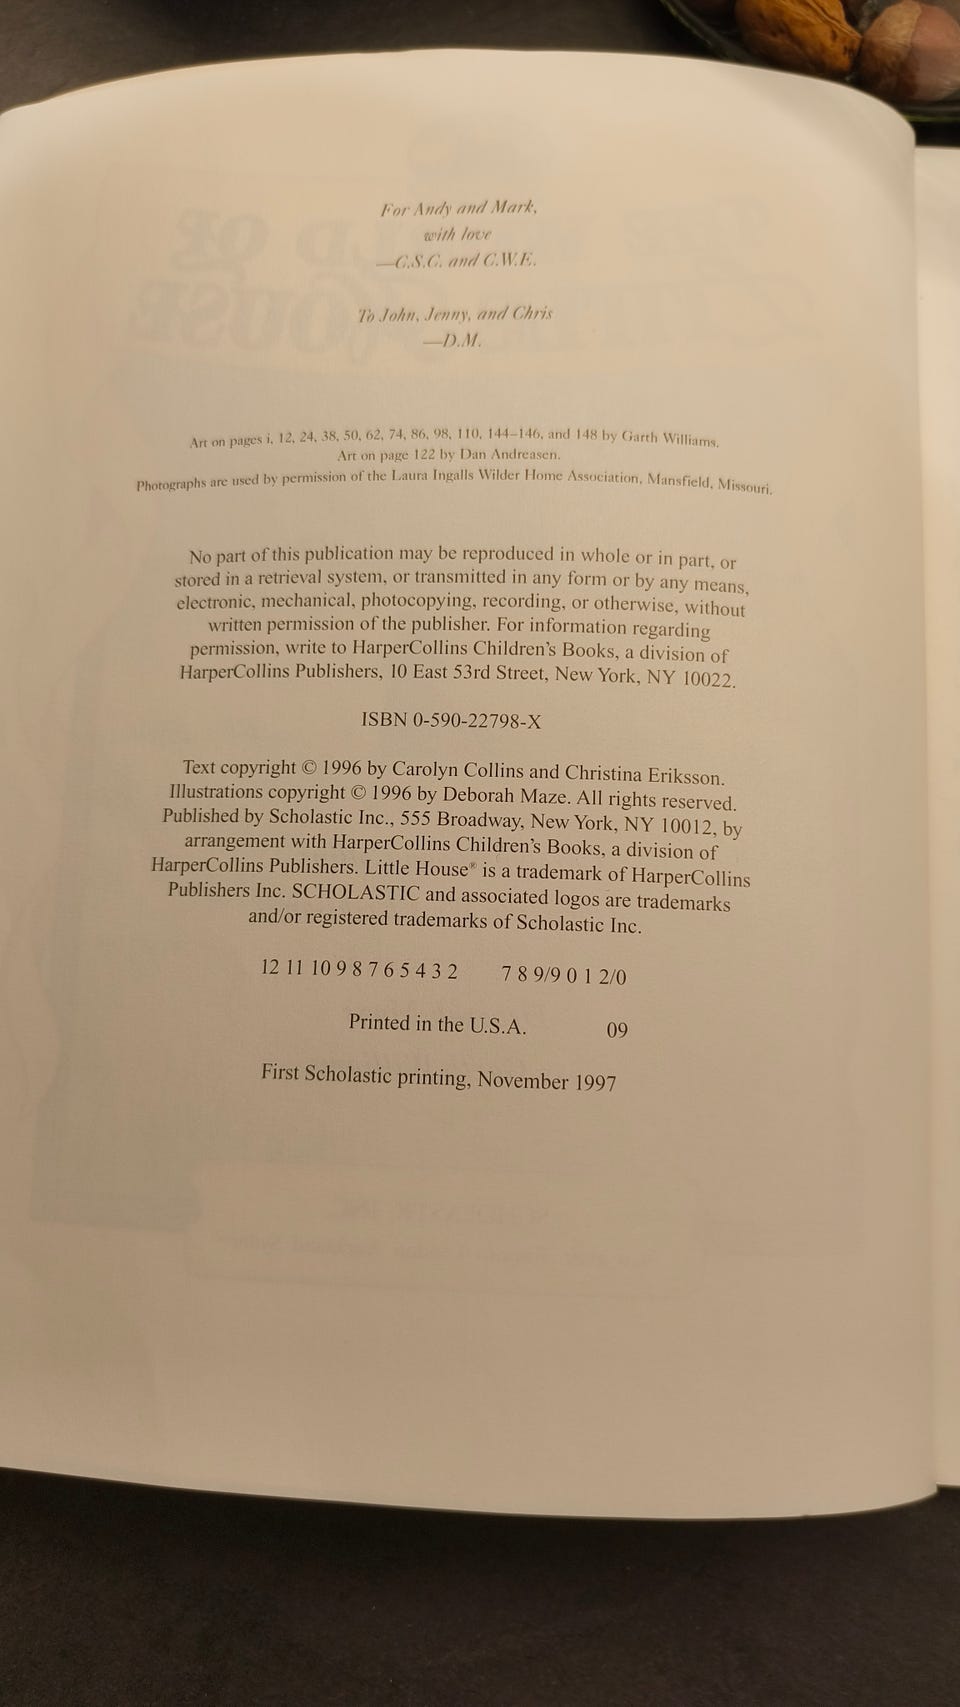 For Andy and Mark,
with love
—C.S.C. and C.W.E.
To John, Jenny, and Chris
—D.M.
Art on pages i, 12, 24, 38, 50, 62, 74, 86, 98, 110, 144–146, and 148 by Garth Williams.
Art on page 122 by Dan Andreasen.
Photographs are used by permission of the Laura Ingalls Wilder Home Association, Mansfield, Missouri.
No part of this publication may be reproduced in whole or in part, or
stored in a retrieval system, or transmitted in any form or by any means,
electronic, mechanical, photocopying, recording, or otherwise, without
written permission of the publisher. For information regarding
permission, write to HarperCollins Children's Books, a division of
HarperCollins Publishers, 10 East 53rd Street, New York, NY 10022.
ISBN 0-590-22798-X
Text copyright © 1996 by Carolyn Collins and Christina Eriksson.
Illustrations copyright © 1996 by Deborah Maze. All rights reserved.
Published by Scholastic Inc., 555 Broadway, New York, NY 10012, by
arrangement with HarperCollins Children's Books, a division of
HarperCollins Publishers. Little House® is a trademark of HarperCollins
Publishers Inc. SCHOLASTIC and associated logos are trademarks
and/or registered trademarks of Scholastic Inc.
12 11 10 9 8 7 6 5 4 3 2 7 8 9/9 0 1 2/0
Printed in the U.S.A. 09
First Scholastic printing, November 1997